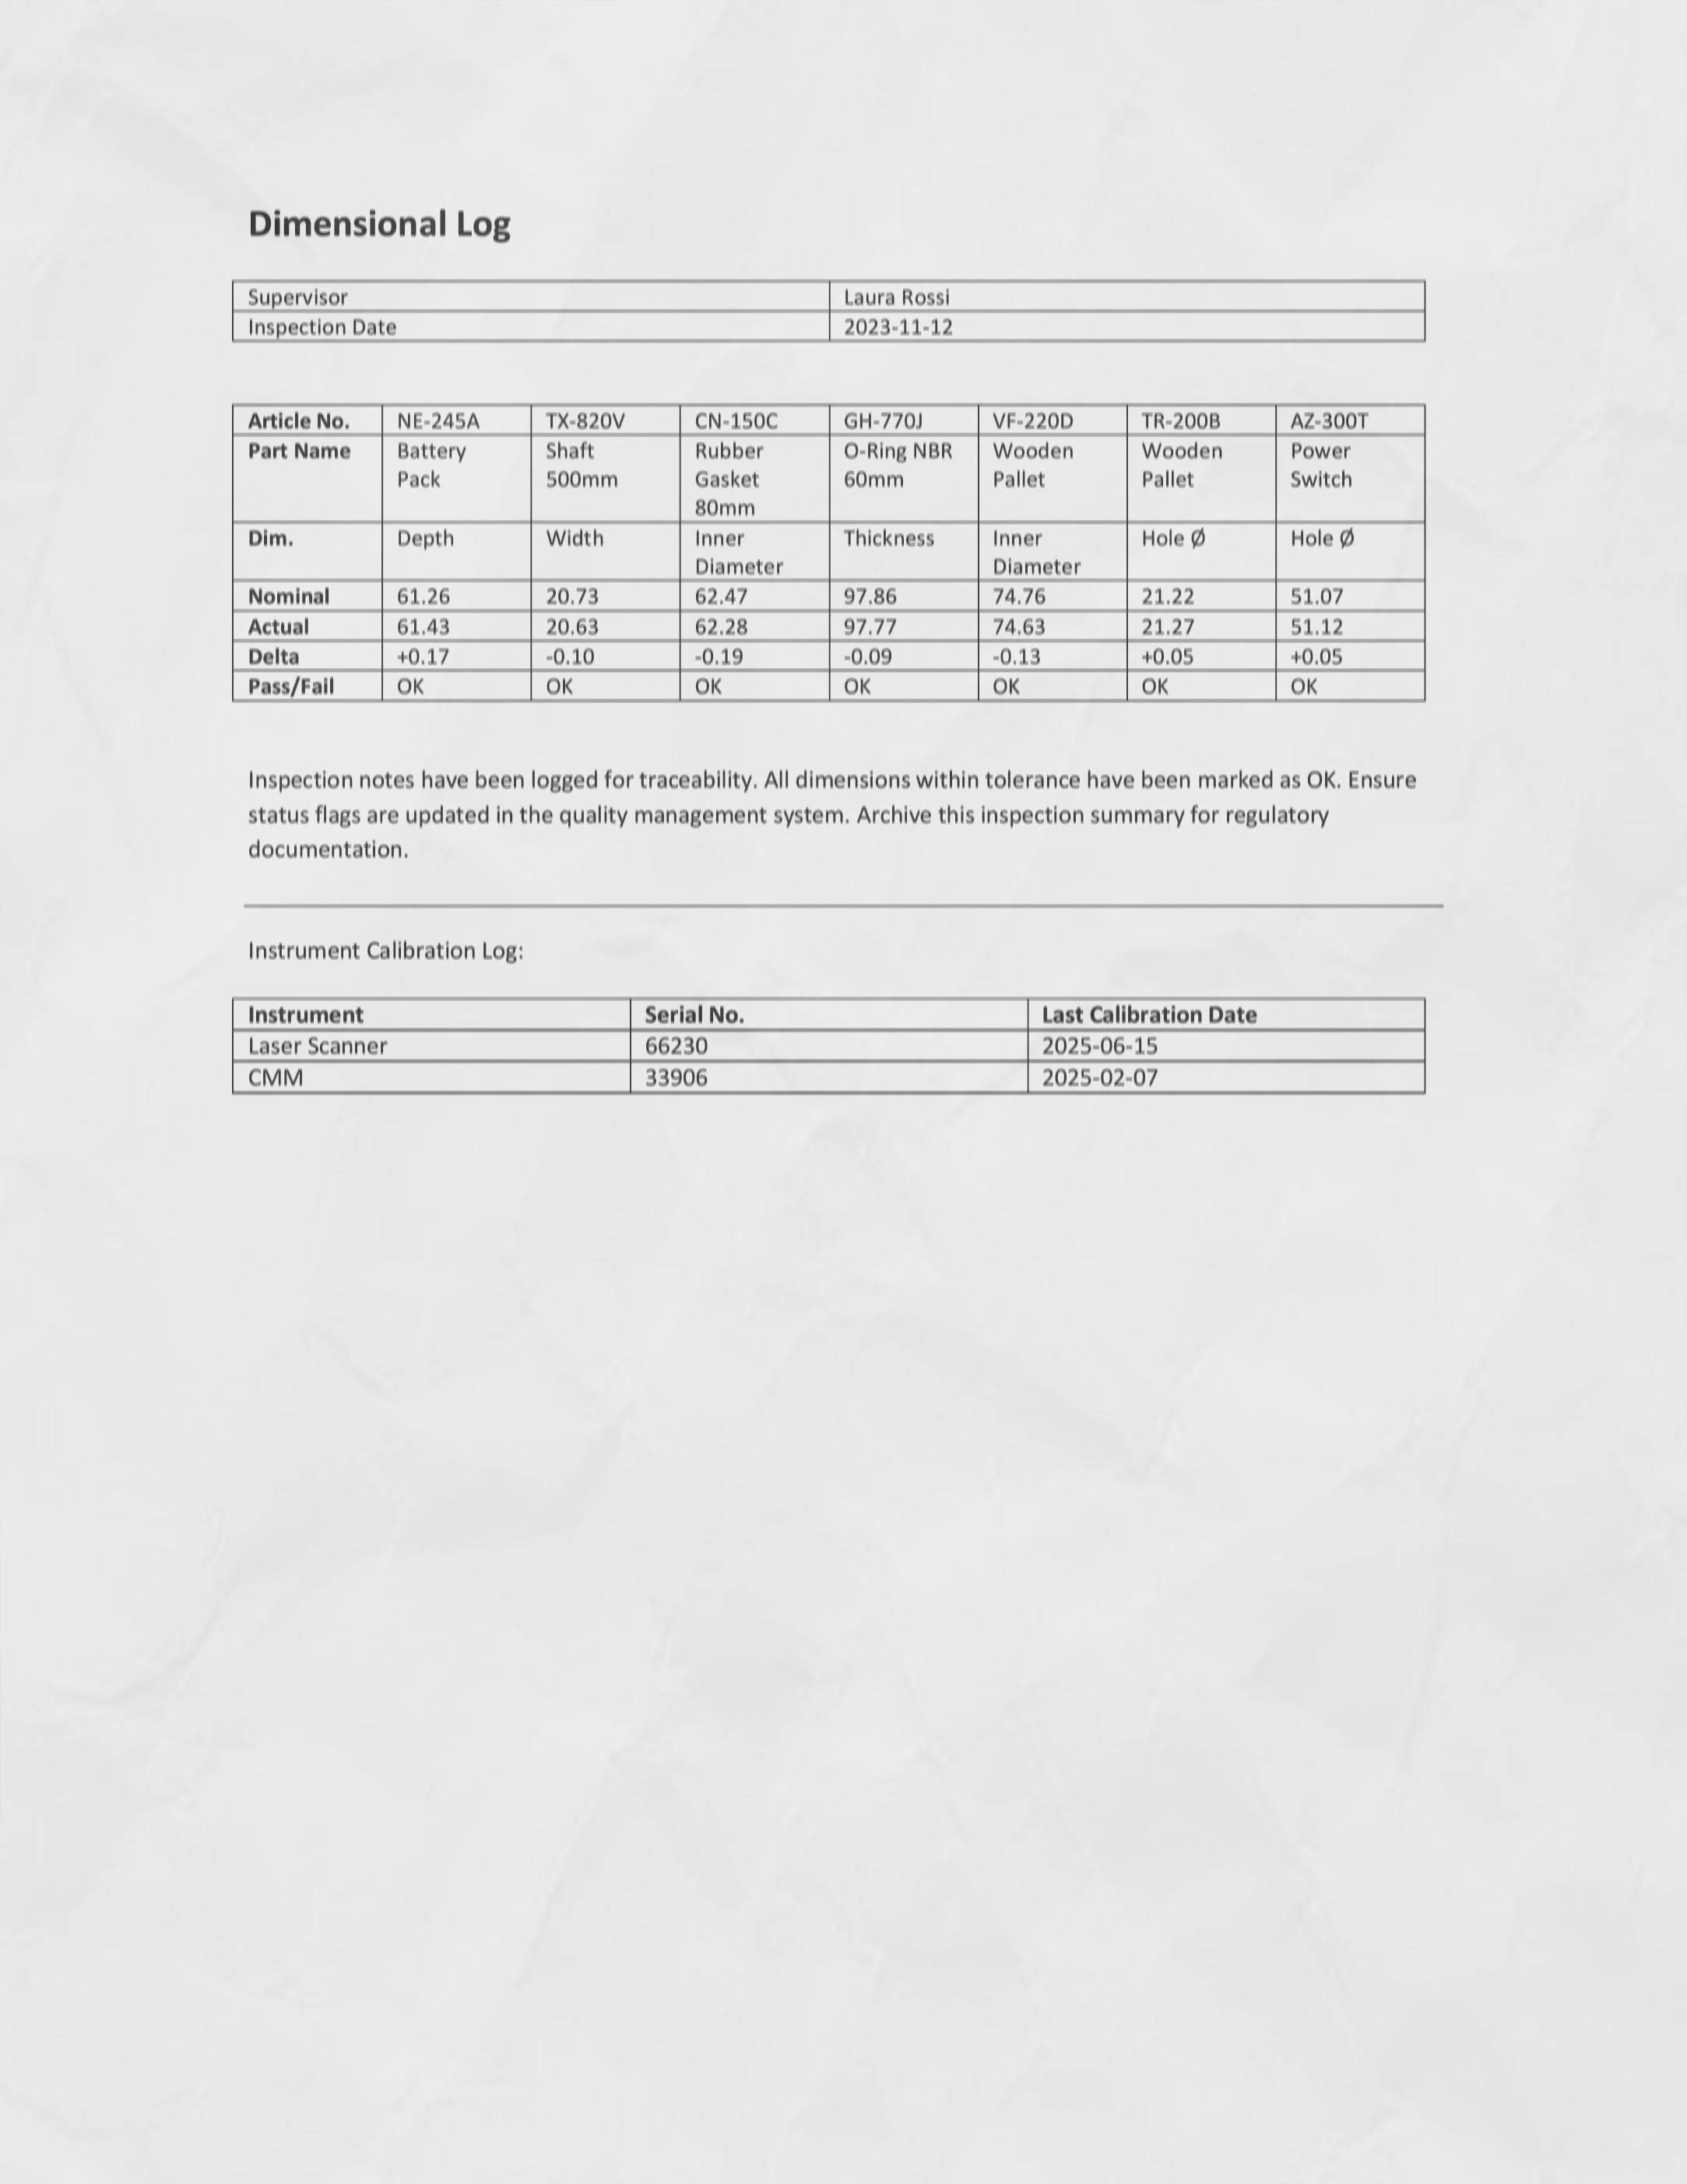 Dimensional Log
Supervisor Laura Rossi
Inspection Date 2023-11-12
Article No. NE-245A TX-820V CN-150C GH-770J VF-220D TR-200B AZ-300T
Part Name Battery Shaft Rubber O-Ring NBR Wooden Wooden Power
Pack 500mm Gasket 60mm Pallet Pallet Switch
80mm
Dim. Depth Width Inner Thickness Inner Hole Ø Hole Ø
Diameter Diameter
Nominal 61.26 20.73 62.47 97.86 74.76 21.22 51.07
Actual 61.43 20.63 62.28 97.77 74.63 21.27 51.12
Delta +0.17 -0.10 -0.19 -0.09 -0.13 +0.05 +0.05
Pass/Fail OK OK OK OK OK OK OK
Inspection notes have been logged for traceability. All dimensions within tolerance have been marked as OK. Ensure
status flags are updated in the quality management system. Archive this inspection summary for regulatory
documentation.
Instrument Calibration Log:
Instrument Serial No. Last Calibration Date
Laser Scanner 66230 2025-06-15
CMM 33906 2025-02-07